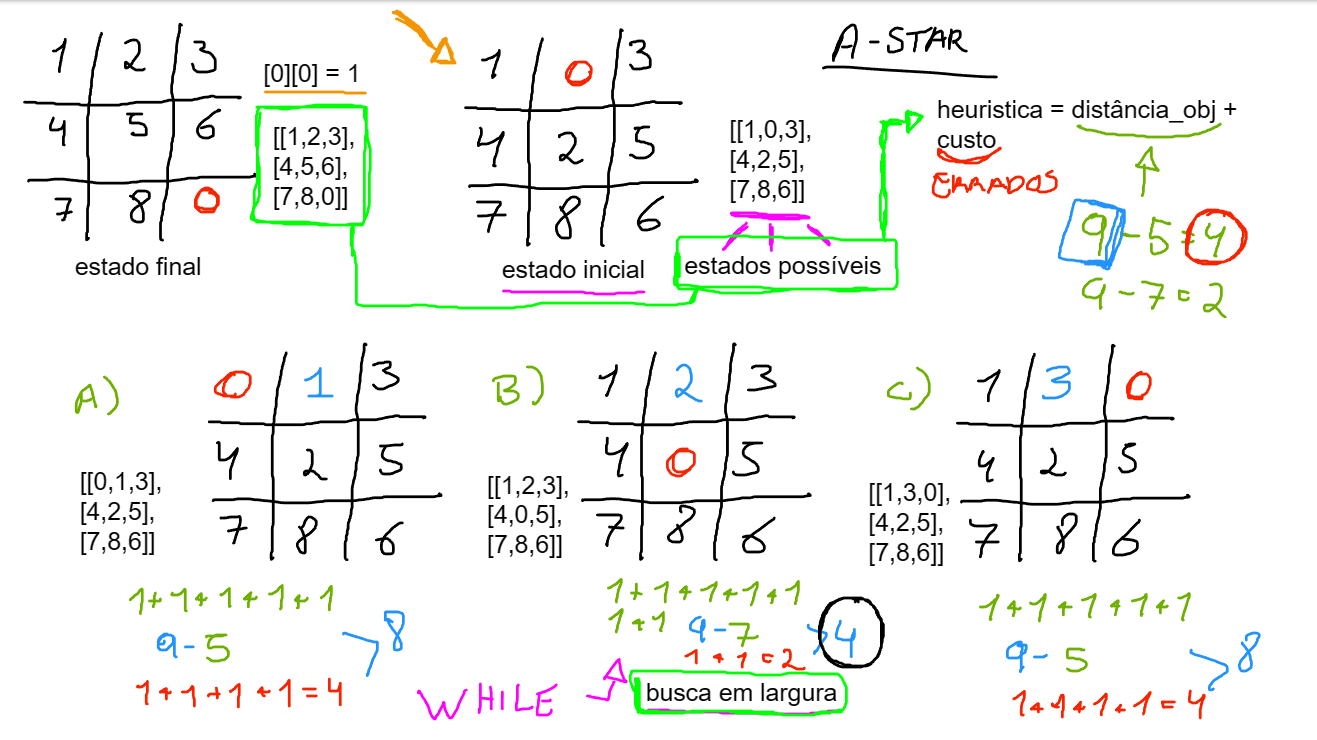 A-STAR
1 2 3
4 5 6
7 8 0
estado final
[0][0] = 1
[[1,2,3],
[4,5,6],
[7,8,0]]
1 0 3
4 2 5
7 8 6
estado inicial
[[1,0,3],
[4,2,5],
[7,8,6]]
estados possíveis
heuristica = distância_obj +
custo
ERRADOS
9 - 5 = 4
9 - 7 = 2
A)
0 1 3
4 2 5
7 8 6
[[0,1,3],
[4,2,5],
[7,8,6]]
1+1+1+1+1
9-5
8
1+1+1+1=4
B)
1 2 3
4 0 5
7 8 6
[[1,2,3],
[4,0,5],
[7,8,6]]
1+1+1+1+1
1+1
9-7
4
1+1=2
WHILE
busca em largura
C)
1 3 0
4 2 5
7 8 6
[[1,3,0],
[4,2,5],
[7,8,6]]
1+1+1+1+1
9-5
8
1+1+1+1=4